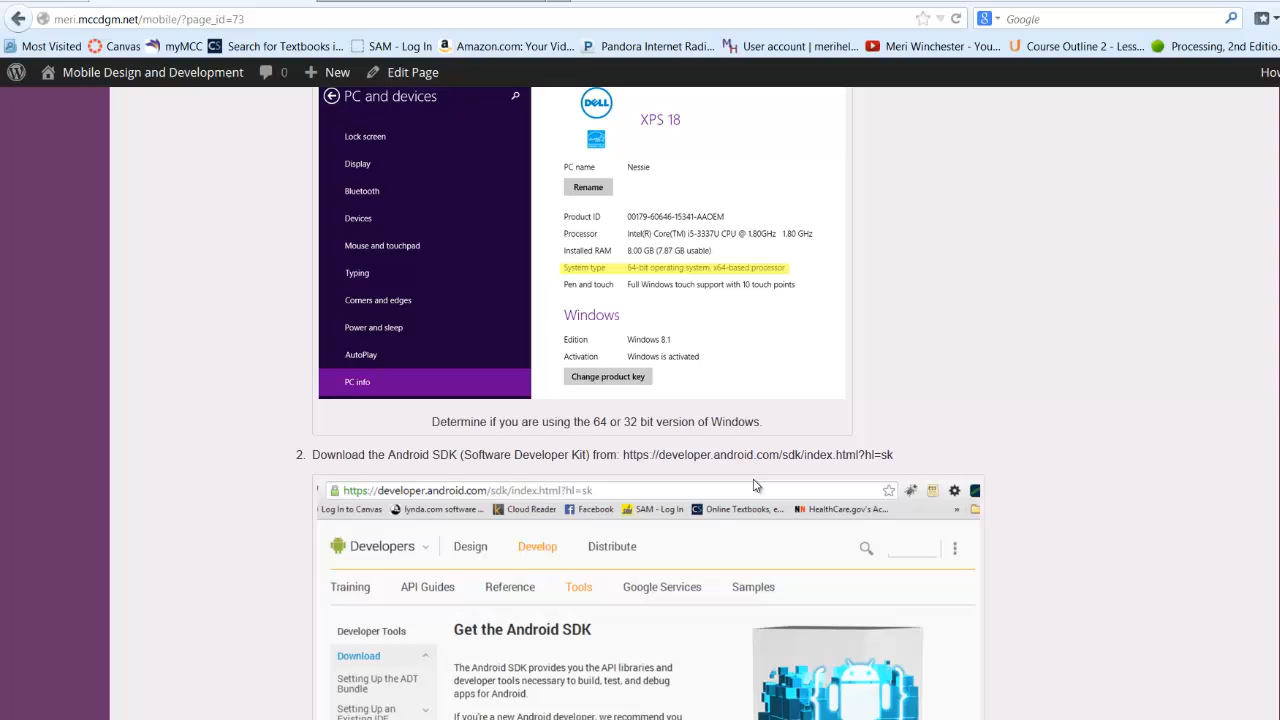 meri.mccdgm.net/mobile/?page_id=73
Google
Most Visited Canvas myMCC Search for Textbooks i... SAM - Log In Amazon.com: Your Vid... Pandora Internet Radi... User account | merihel... Meri Winchester - Yo... Course Outline 2 - Less... Processing, 2nd Editio
Mobile Design and Development 0 New Edit Page
PC and devices
Lock screen
Display
Bluetooth
Devices
Mouse and touchpad
Typing
Corners and edges
Power and sleep
AutoPlay
PC info
DELL
XPS 18
PC name Nessie
Rename
Product ID 00179-60646-15341-AAOEM
Processor Intel(R) Core(TM) i5-3337U CPU @ 1.80GHz 1.80 GHz
Installed RAM 8.00 GB (7.87 GB usable)
System type 64-bit operating system, x64-based processor
Pen and touch Full Windows touch support with 10 touch points
Windows
Edition Windows 8.1
Activation Windows is activated
Change product key
Determine if you are using the 64 or 32 bit version of Windows.
2. Download the Android SDK (Software Developer Kit) from: https://developer.android.com/sdk/index.html?hl=sk
https://developer.android.com/sdk/index.html?hl=sk
Log In to Canvas lynda.com software ... Cloud Reader Facebook SAM - Log In Online Textbooks, e... HealthCare.gov's Ac... »
Developers Design Develop Distribute
Training API Guides Reference Tools Google Services Samples
Developer Tools
Download
Setting Up the ADT
Bundle
Setting Up an
Existing IDE
Get the Android SDK
The Android SDK provides you the API libraries and
developer tools necessary to build, test, and debug
apps for Android.
If you're a new Android developer, we recommend you